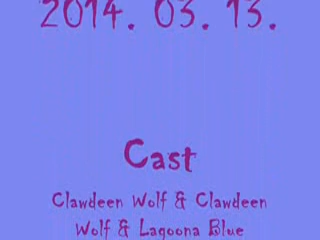 2014. 03. 13.
Cast
Clawdeen Wolf & Clawdeen
Wolf & Lagoona Blue